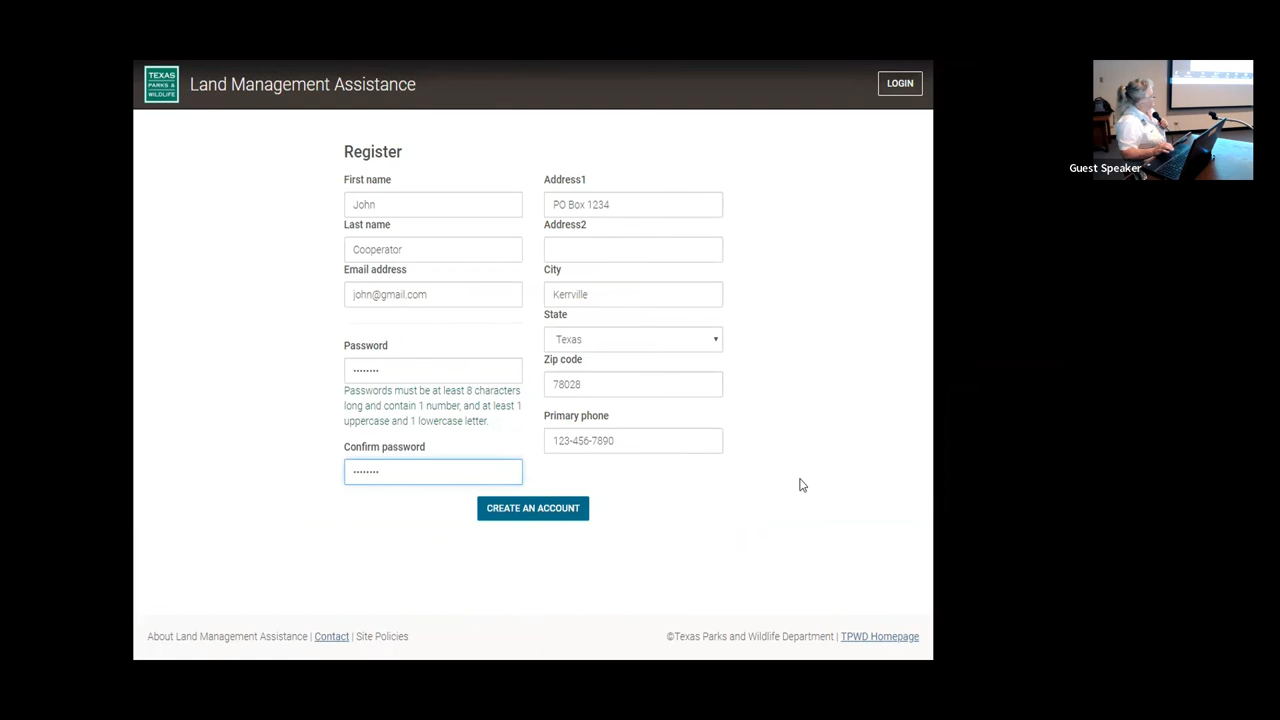 TEXAS
PARKS &
WILDLIFE
Land Management Assistance
LOGIN
Register
First name
John
Last name
Cooperator
Email address
john@gmail.com
Password
••••••••
Passwords must be at least 8 characters
long and contain 1 number, and at least 1
uppercase and 1 lowercase letter.
Confirm password
••••••••
Address1
PO Box 1234
Address2
City
Kerrville
State
Texas
Zip code
78028
Primary phone
123-456-7890
CREATE AN ACCOUNT
About Land Management Assistance | Contact | Site Policies
©Texas Parks and Wildlife Department | TPWD Homepage
Guest Speaker